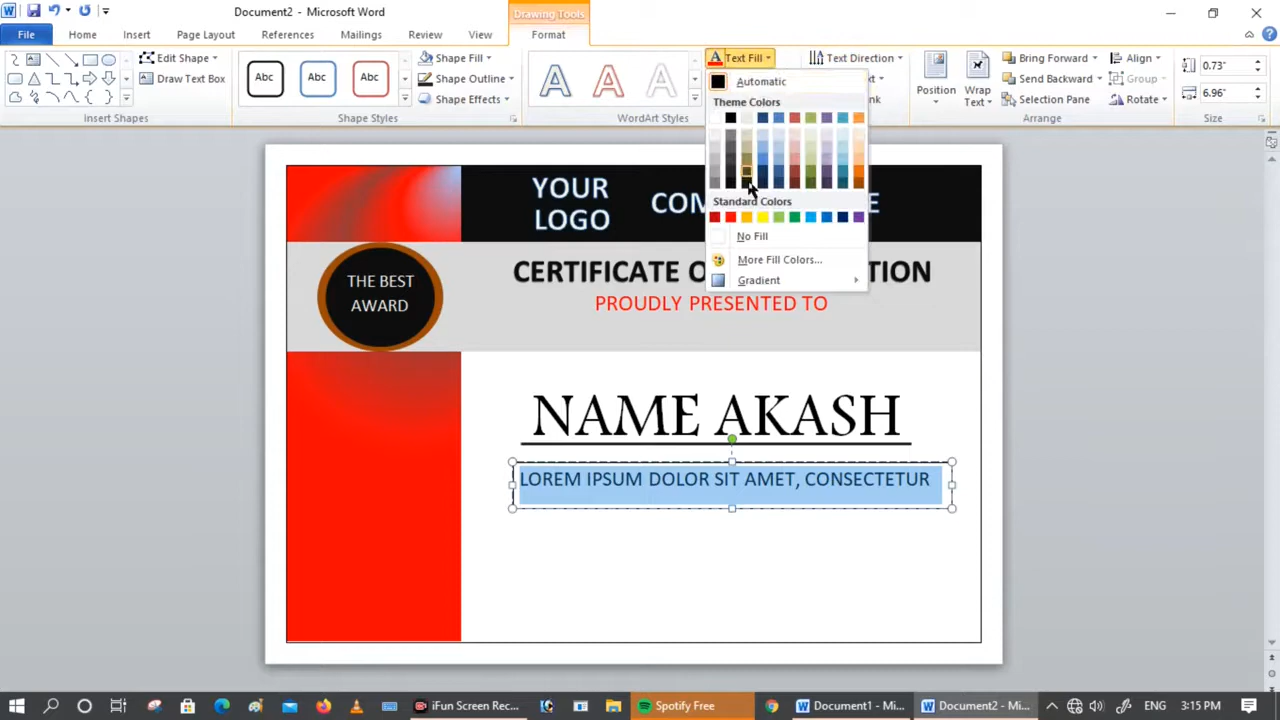 Document2 - Microsoft Word
Drawing Tools
File Home Insert Page Layout References Mailings Review View Format
Edit Shape
Draw Text Box
Insert Shapes
Abc Abc Abc
Shape Fill
Shape Outline
Shape Effects
Shape Styles
A A A
WordArt Styles
Text Fill
Text Direction
Position
Wrap
Text
Bring Forward
Send Backward
Selection Pane
Align
Group
Rotate
Arrange
0.73"
6.96"
Size
Automatic
Theme Colors
Standard Colors
No Fill
More Fill Colors...
Gradient
YOUR
LOGO
THE BEST
AWARD
CERTIFICATE
PROUDLY PRESENTED TO
NAME AKASH
LOREM IPSUM DOLOR SIT AMET, CONSECTETUR
iFun Screen Rec...
Spotify Free
Document1 - Mi...
Document2 - Mi...
3:15 PM